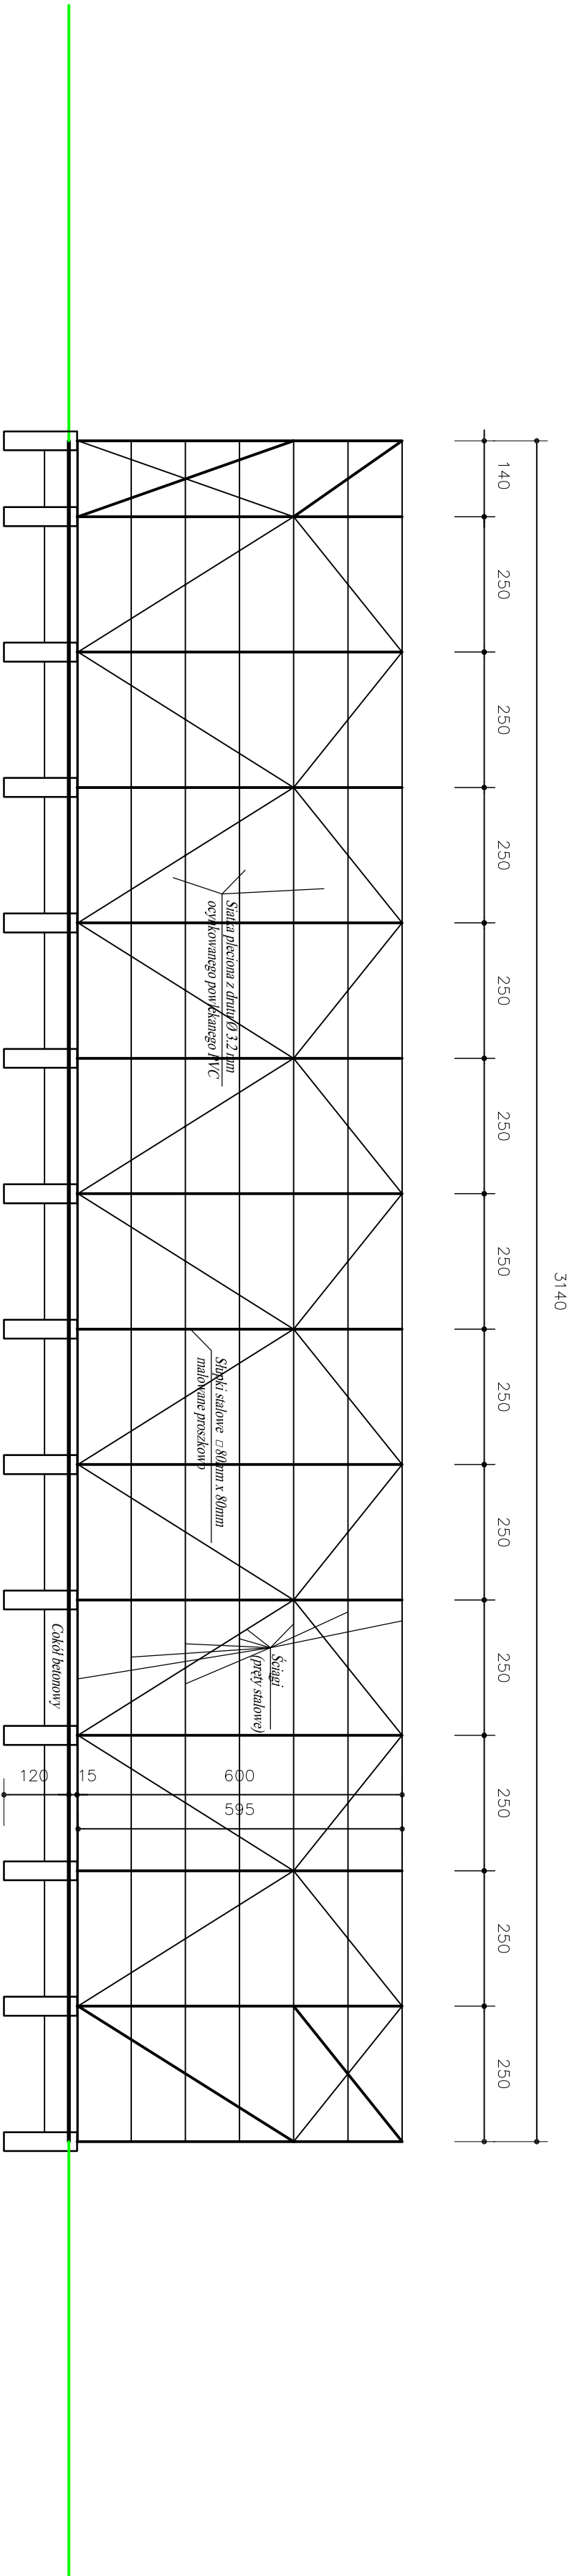 3140
140
250
250
250
250
250
250
250
250
250
250
250
250
Siatka pleciona z drutu Ø 3.2 mm
ocynkowanego powlekanego PVC
Słupki stalowe □ 80mm x 80mm
malowane proszkowo
Ściągi
(pręty stalowe)
Cokół betonowy
120
15
600
595